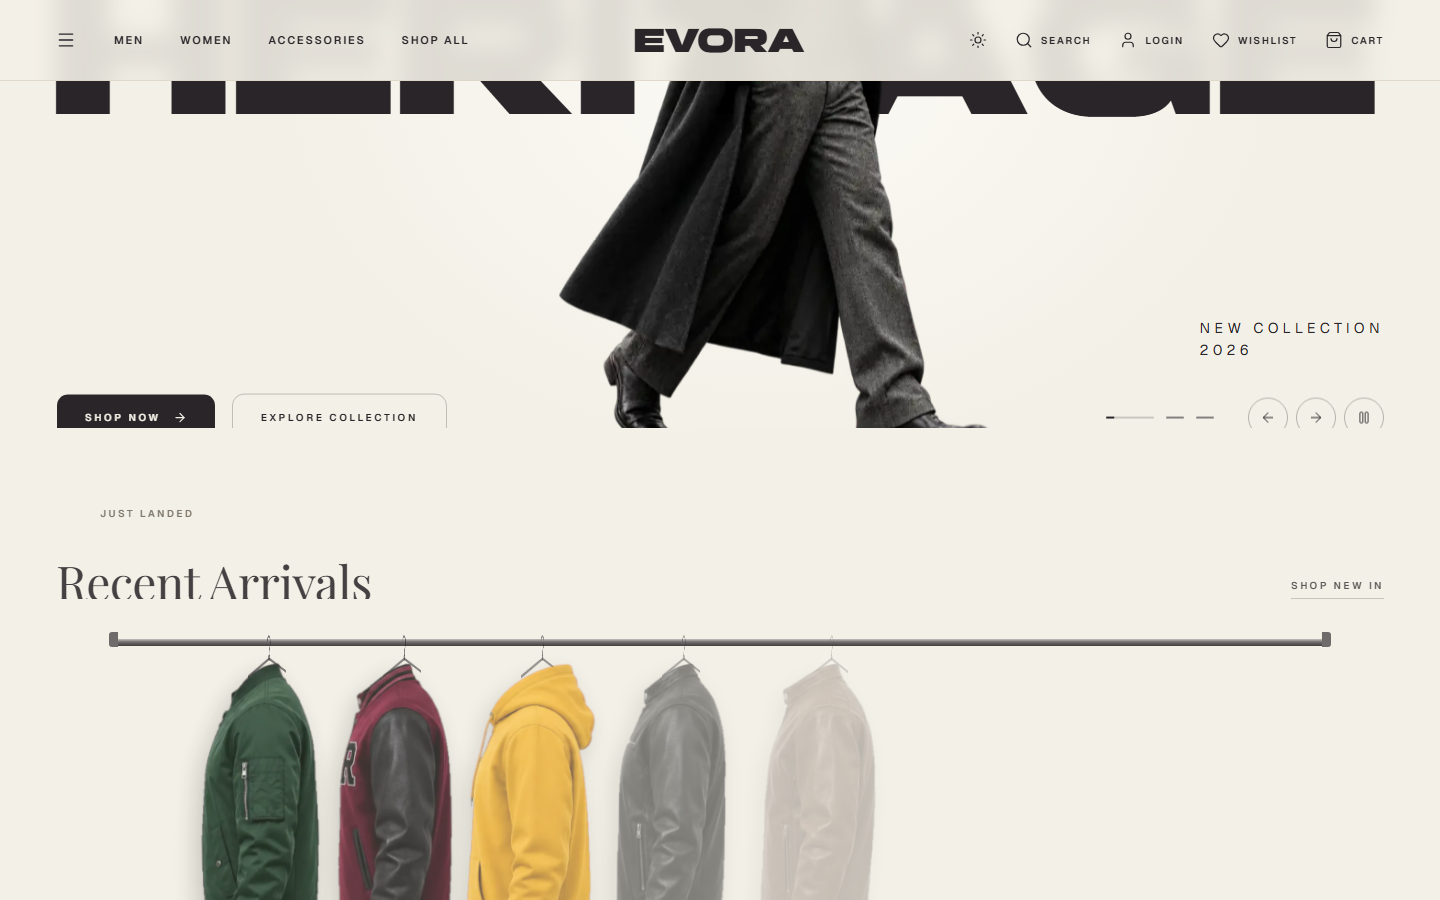 MEN WOMEN ACCESSORIES SHOP ALL EVORA SEARCH LOGIN WISHLIST CART
HERITAGE
NEW COLLECTION
2026
SHOP NOW EXPLORE COLLECTION
JUST LANDED
Recent Arrivals SHOP NEW IN
R